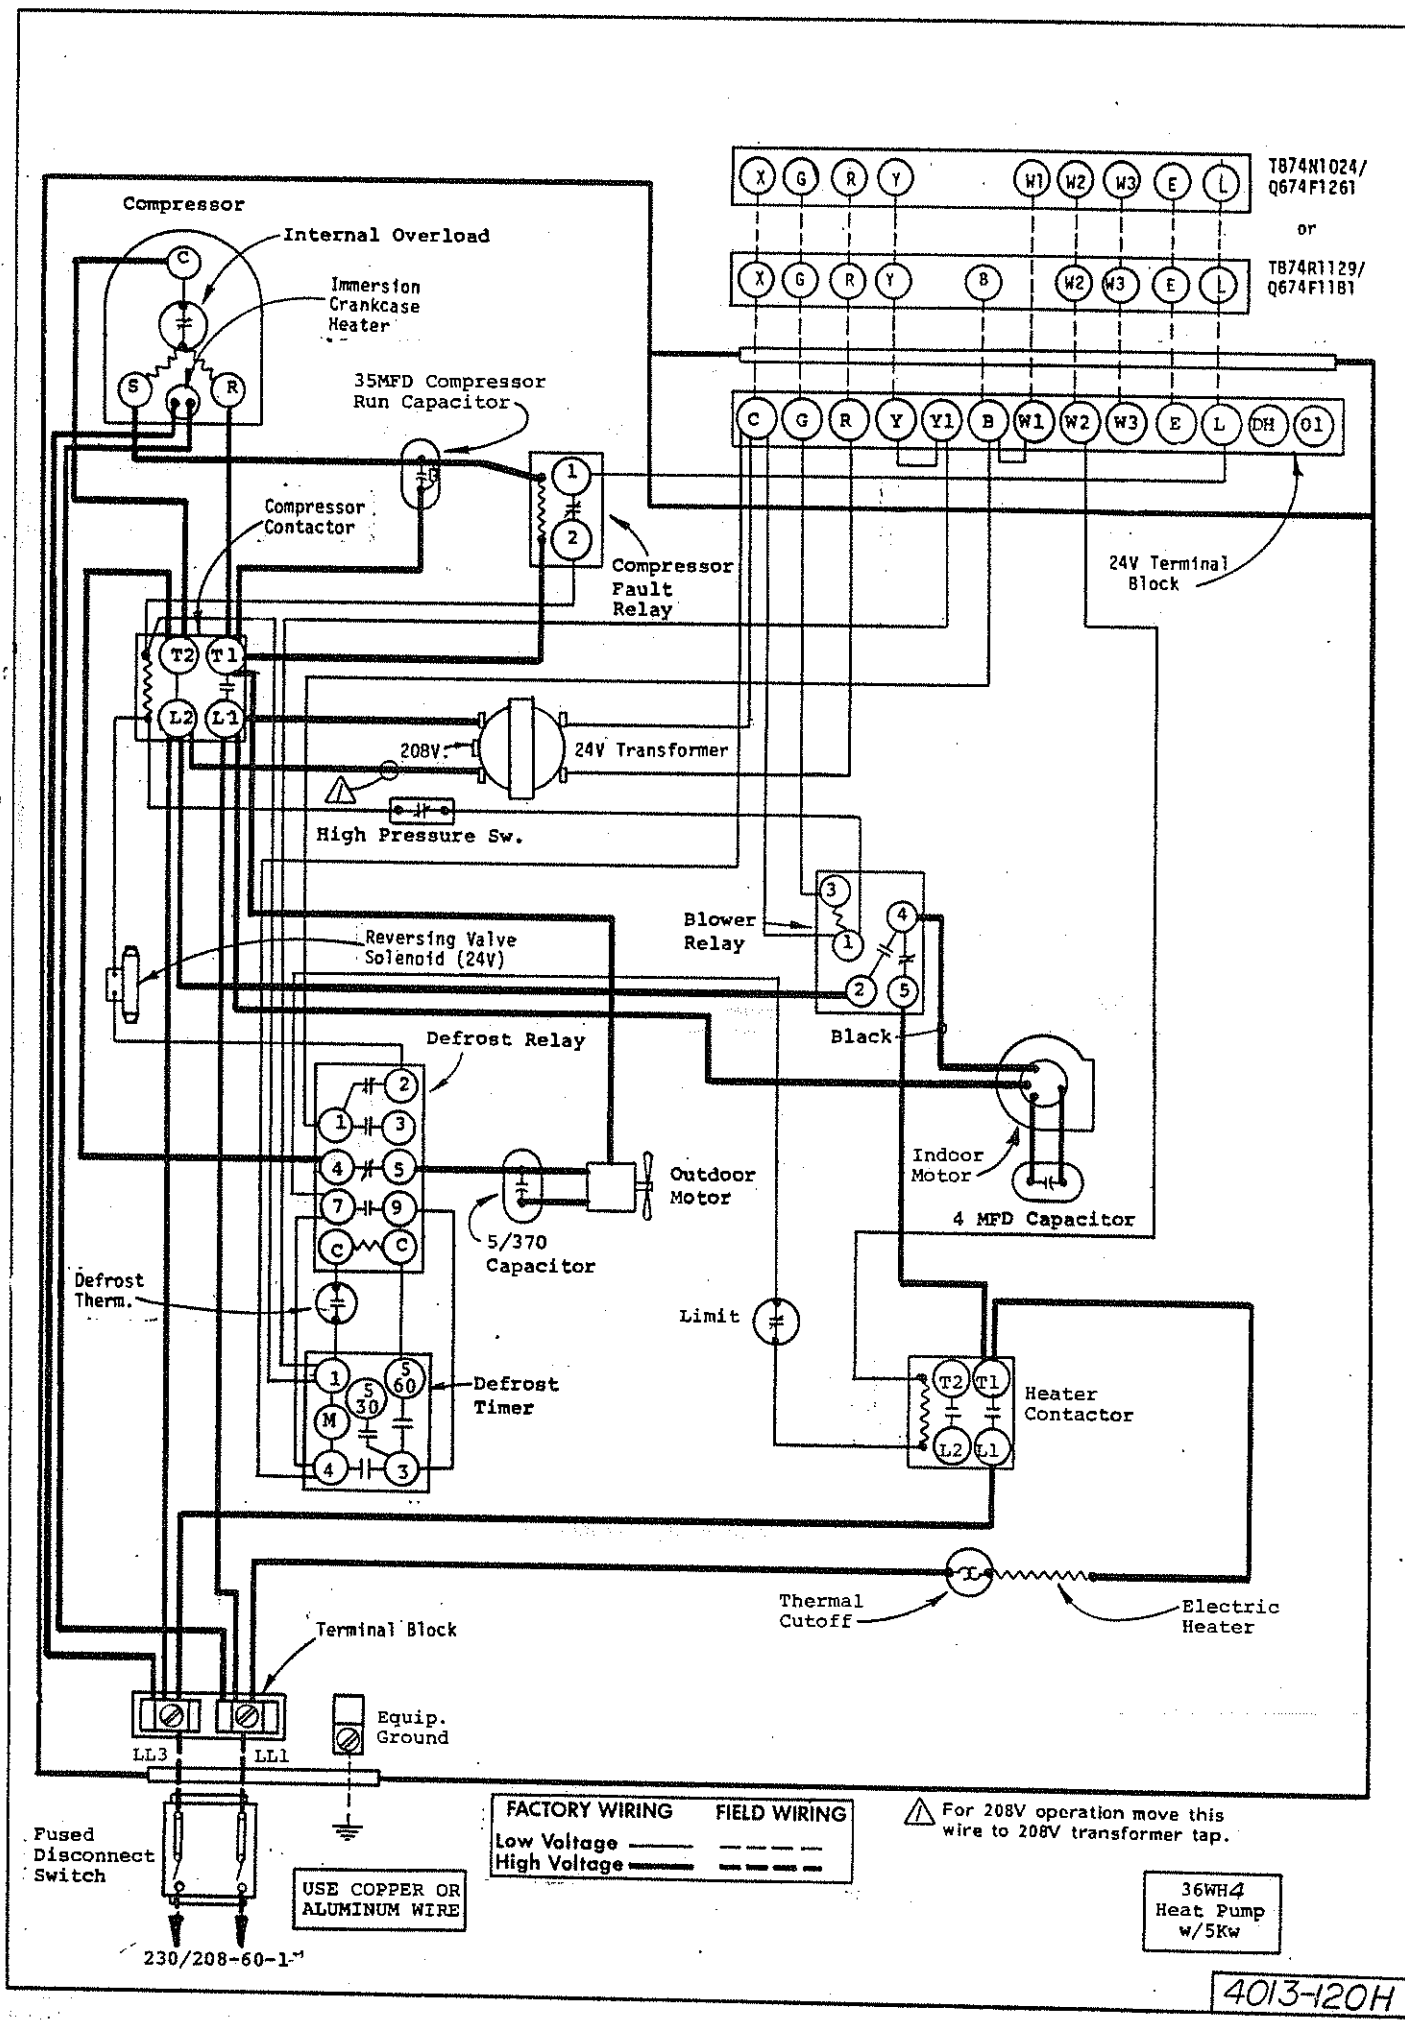 X G R Y W1 W2 W3 E L
T874N1024/
Q674F1261
or
X G R Y B W2 W3 E L
T874R1129/
Q674F1181
C G R Y Y1 B W1 W2 W3 E L DH O1
24V Terminal
Block
Compressor
Internal Overload
Immersion
Crankcase
Heater
C
S
R
35MFD Compressor
Run Capacitor
1
2
Compressor
Fault
Relay
Compressor
Contactor
T2 T1
L2 L1
208V.
24V Transformer
High Pressure Sw.
Blower
Relay
3
4
1
2
5
Reversing Valve
Solenoid (24V)
Black
Defrost Relay
2
1 3
4 5
7 9
C C
Indoor
Motor
4 MFD Capacitor
Outdoor
Motor
5/370
Capacitor
Defrost
Therm.
Limit
1
S
30
S
60
M
4
3
Defrost
Timer
T2 T1
L2 L1
Heater
Contactor
Thermal
Cutoff
Electric
Heater
Terminal Block
LL3
LL1
Equip.
Ground
Fused
Disconnect
Switch
230/208-60-1
USE COPPER OR
ALUMINUM WIRE
FACTORY WIRING FIELD WIRING
Low Voltage
High Voltage
For 208V operation move this
wire to 208V transformer tap.
36WH4
Heat Pump
w/5Kw
4013-120H